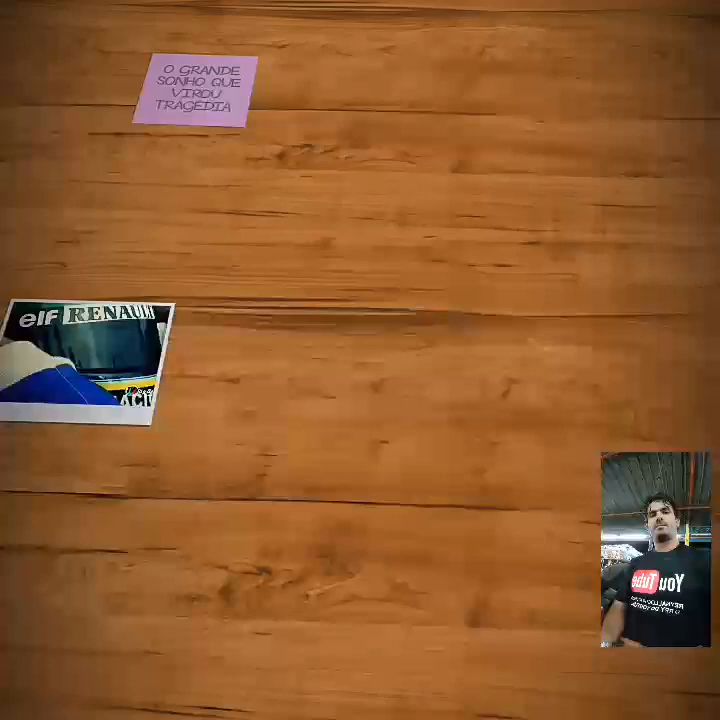 O GRANDE
SONHO QUE
VIROU
TRAGÉDIA
elf RENAULT
YouTube